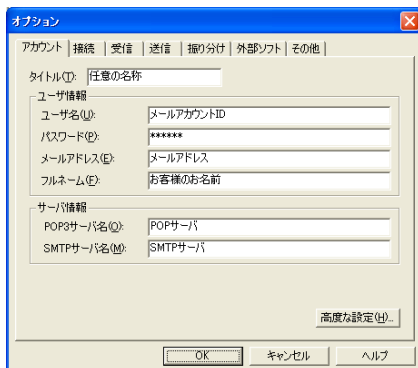 オプション
アカウント 接続 受信 送信 振り分け 外部ソフト その他
タイトル(T): 任意の名称
ユーザ情報
ユーザ名(U): メールアカウントID
パスワード(P): ******
メールアドレス(E): メールアドレス
フルネーム(F): お客様のお名前
サーバ情報
POP3サーバ名(O): POPサーバ
SMTPサーバ名(M): SMTPサーバ
高度な設定(H)...
OK キャンセル ヘルプ